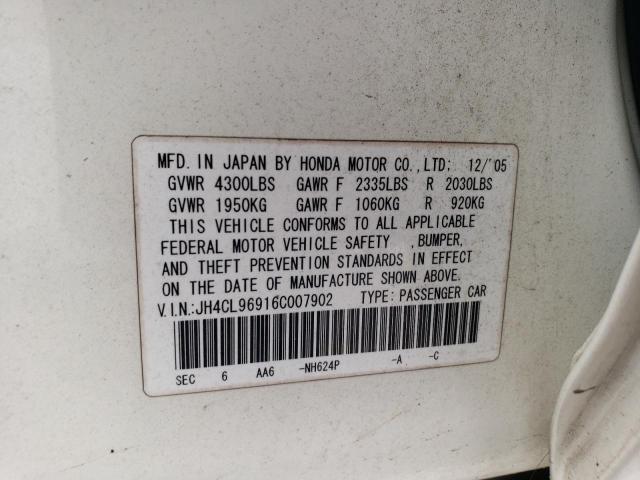 MFD. IN JAPAN BY HONDA MOTOR CO.,LTD: 12/'05
GVWR 4300LBS GAWR F 2335LBS R 2030LBS
GVWR 1950KG GAWR F 1060KG R 920KG
THIS VEHICLE CONFORMS TO ALL APPLICABLE
FEDERAL MOTOR VEHICLE SAFETY ,BUMPER,
AND THEFT PREVENTION STANDARDS IN EFFECT
ON THE DATE OF MANUFACTURE SHOWN ABOVE.
V.I.N.:JH4CL96916C007902 TYPE: PASSENGER CAR
SEC 6 AA6 -NH624P -A -C